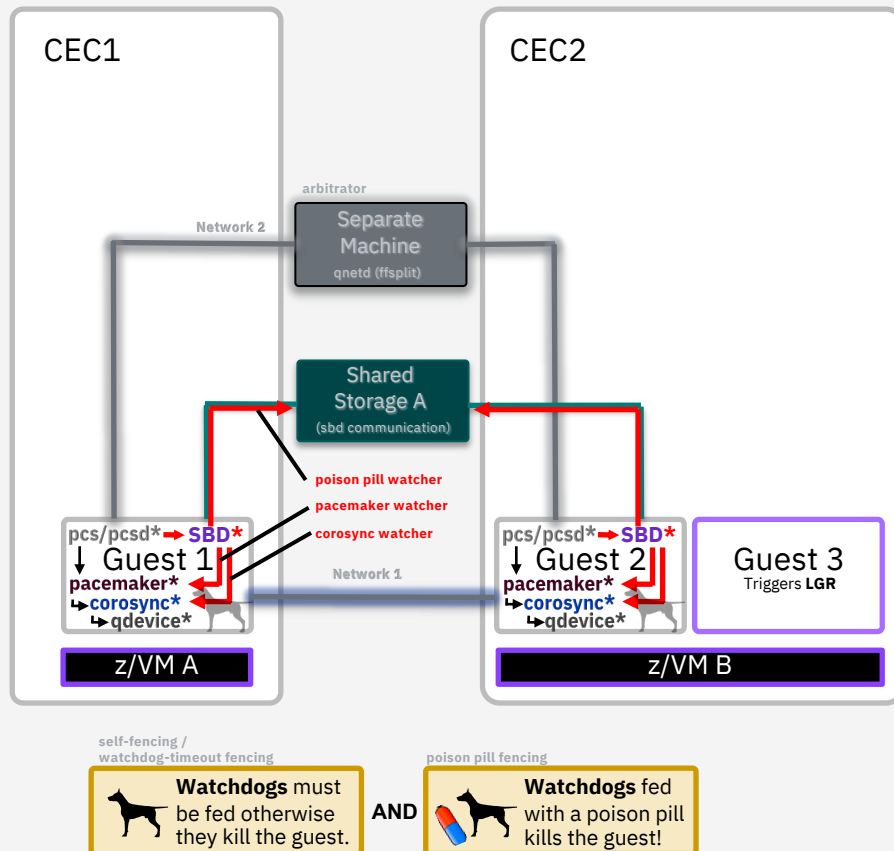 CEC1
CEC2
arbitrator
Network 2
Separate
Machine
qnetd (ffsplit)
Shared
Storage A
(sbd communication)
poison pill watcher
pacemaker watcher
corosync watcher
pcs/pcsd* SBD*
Guest 1
pacemaker*
corosync*
qdevice*
Network 1
pcs/pcsd* SBD*
Guest 2
pacemaker*
corosync*
qdevice*
Guest 3
Triggers LGR
z/VM A
z/VM B
self-fencing /
watchdog-timeout fencing
Watchdogs must
be fed otherwise
they kill the guest.
AND
poison pill fencing
Watchdogs fed
with a poison pill
kills the guest!